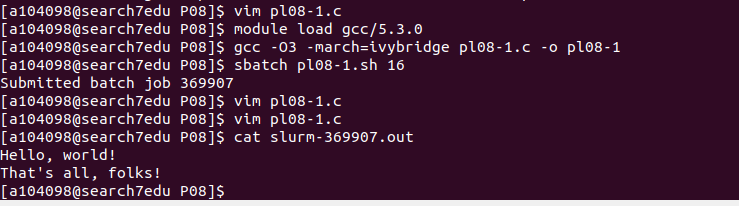 [a104098@search7edu P08]$ vim pl08-1.c
[a104098@search7edu P08]$ module load gcc/5.3.0
[a104098@search7edu P08]$ gcc -O3 -march=ivybridge pl08-1.c -o pl08-1
[a104098@search7edu P08]$ sbatch pl08-1.sh 16
Submitted batch job 369907
[a104098@search7edu P08]$ vim pl08-1.c
[a104098@search7edu P08]$ vim pl08-1.c
[a104098@search7edu P08]$ cat slurm-369907.out
Hello, world!
That's all, folks!
[a104098@search7edu P08]$